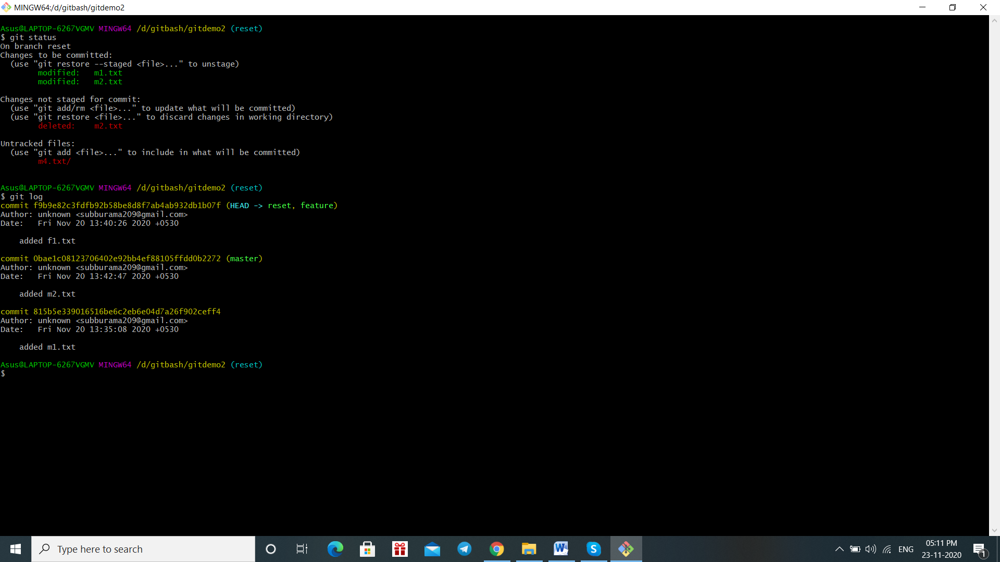 MINGW64:/d/gitbash/gitdemo2
Asus@LAPTOP-6267VGMV MINGW64 /d/gitbash/gitdemo2 (reset)
$ git status
On branch reset
Changes to be committed:
  (use "git restore --staged <file>..." to unstage)
        modified:   m1.txt
        modified:   m2.txt
Changes not staged for commit:
  (use "git add/rm <file>..." to update what will be committed)
  (use "git restore <file>..." to discard changes in working directory)
        deleted:    m2.txt
Untracked files:
  (use "git add <file>..." to include in what will be committed)
        m4.txt/
Asus@LAPTOP-6267VGMV MINGW64 /d/gitbash/gitdemo2 (reset)
$ git log
commit f9b9e82c3fdfb92b58be8d8f7ab4ab932db1b07f (HEAD -> reset, feature)
Author: unknown <subburama209@gmail.com>
Date:   Fri Nov 20 13:40:26 2020 +0530
    added f1.txt
commit 0bae1c08123706402e92bb4ef88105ffdd0b2272 (master)
Author: unknown <subburama209@gmail.com>
Date:   Fri Nov 20 13:42:47 2020 +0530
    added m2.txt
commit 815b5e339016516be6c2eb6e04d7a26f902ceff4
Author: unknown <subburama209@gmail.com>
Date:   Fri Nov 20 13:35:08 2020 +0530
    added m1.txt
Asus@LAPTOP-6267VGMV MINGW64 /d/gitbash/gitdemo2 (reset)
$
Type here to search
W
S
ENG
05:11 PM
23-11-2020
1